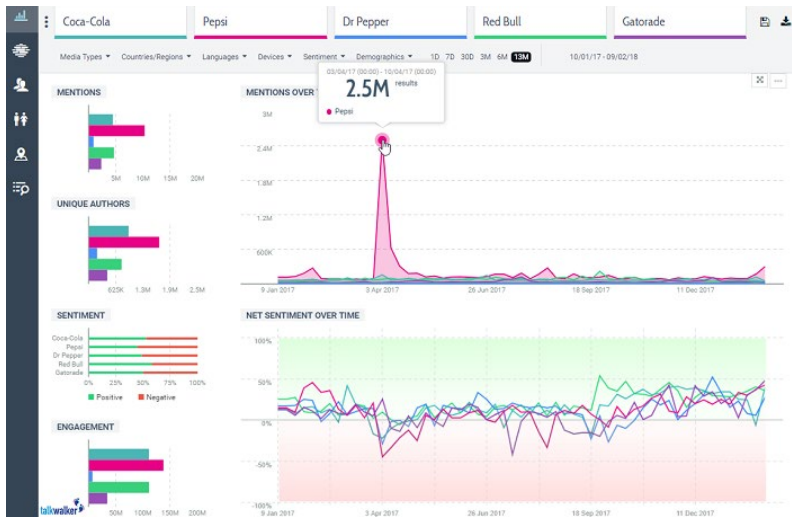 Coca-Cola Pepsi Dr Pepper Red Bull Gatorade
Media Types Countries/Regions Languages Devices Sentiment Demographics 1D 7D 30D 3M 6M 13M 10/01/17 - 09/02/18
03/04/17 (00:00) - 10/04/17 (00:00)
2.5M results
Pepsi
MENTIONS
5M 10M 15M 20M
MENTIONS OVER
3M
2.4M
1.8M
1.2M
600K
9 Jan 2017 3 Apr 2017 26 Jun 2017 18 Sep 2017 11 Dec 2017
UNIQUE AUTHORS
625K 1.3M 1.9M 2.5M
SENTIMENT
Coca-Cola
Pepsi
Dr Pepper
Red Bull
Gatorade
0% 25% 50% 75% 100%
Positive Negative
NET SENTIMENT OVER TIME
100%
50%
0%
-50%
-100%
9 Jan 2017 3 Apr 2017 26 Jun 2017 18 Sep 2017 11 Dec 2017
ENGAGEMENT
50M 100M 150M 200M
talkwalker